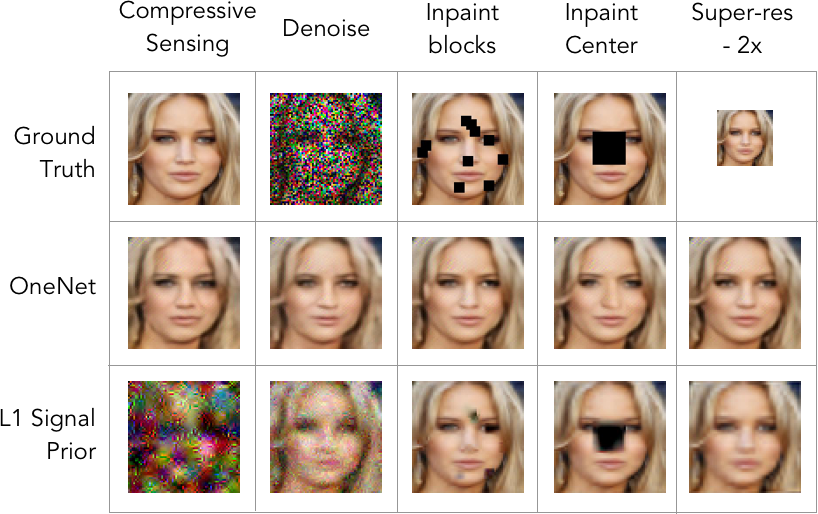 Compressive
Sensing
Denoise
Inpaint
blocks
Inpaint
Center
Super-res
- 2x
Ground
Truth
OneNet
L1 Signal
Prior